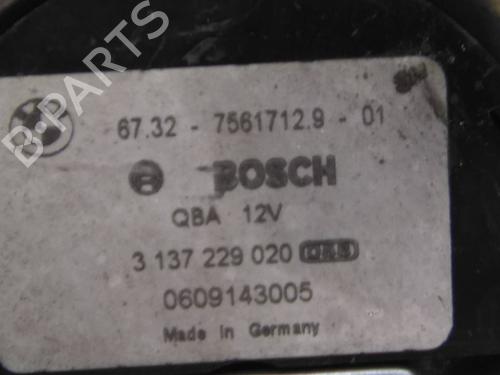 67.32 - 7561712.9 - 01
BOSCH
QBA 12V
3 137 229 020
0609143005
Made in Germany
B-PARTS